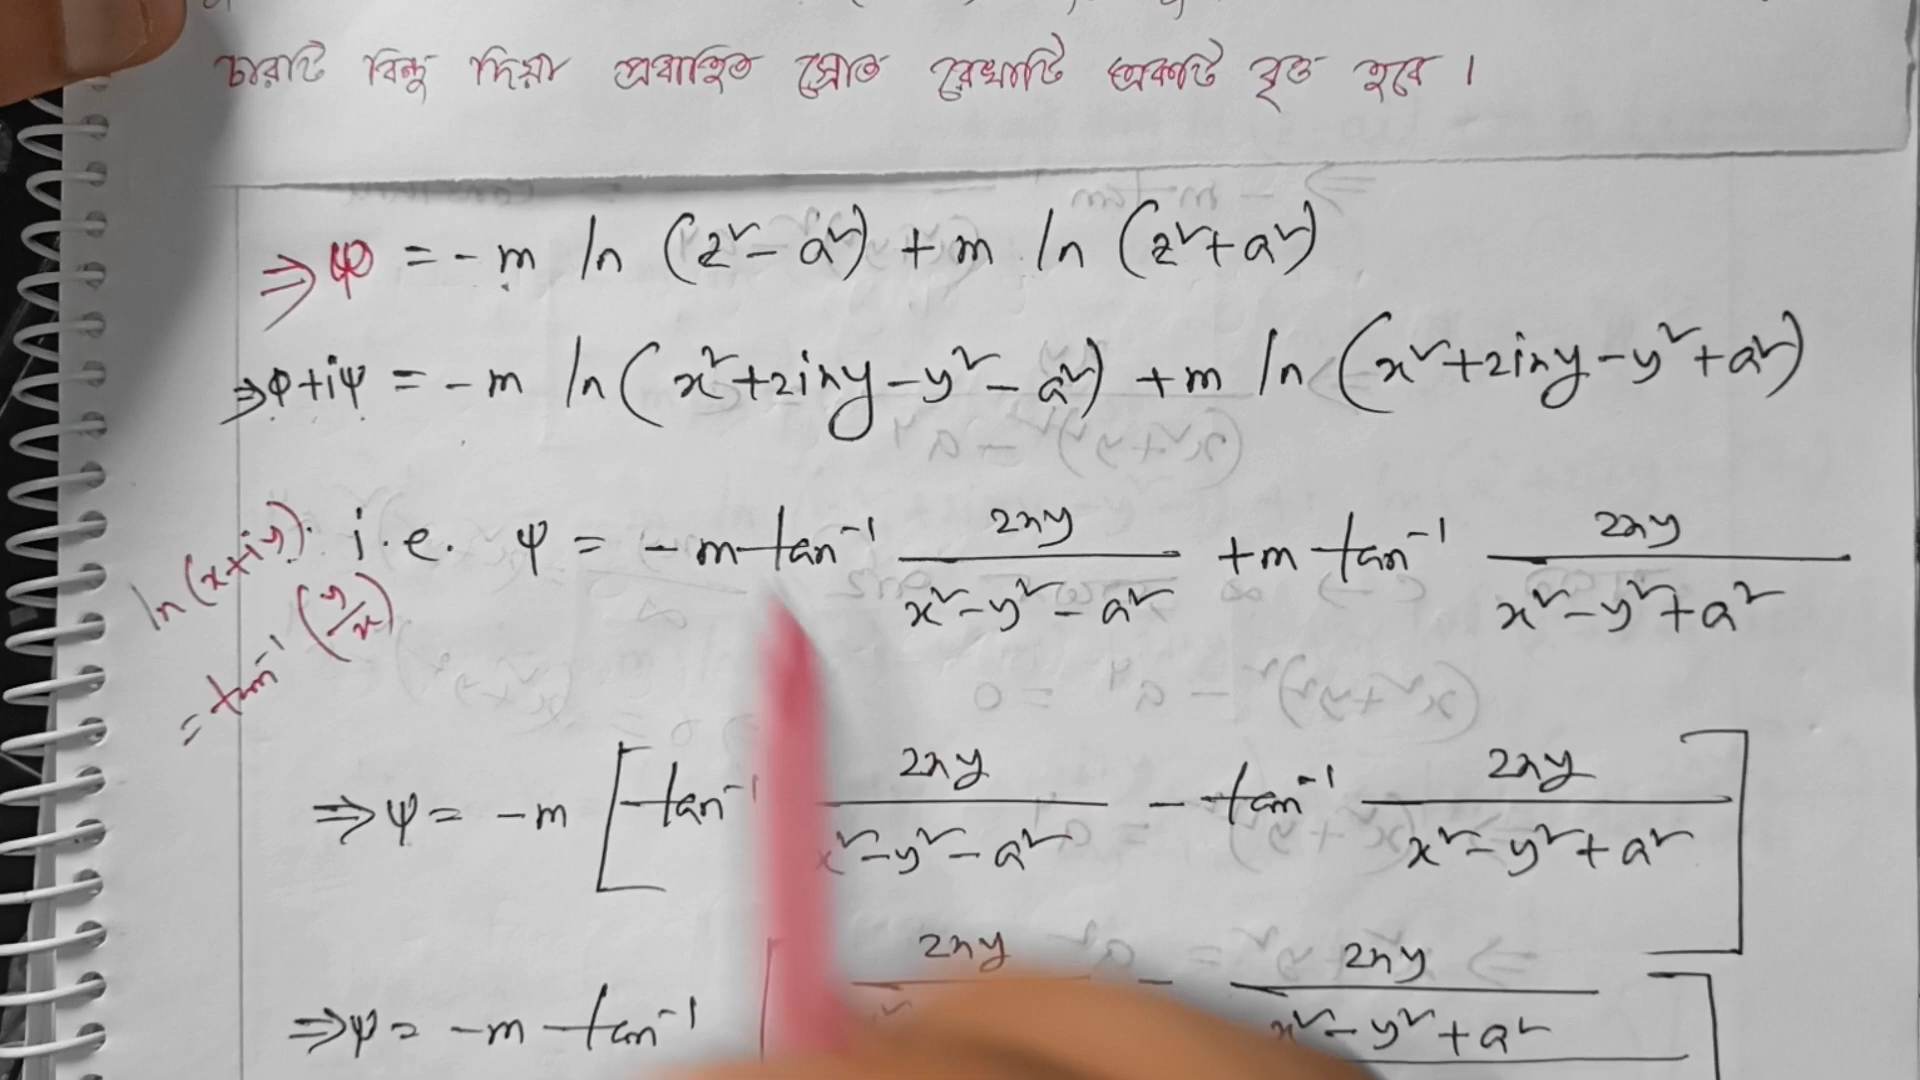 চারটি বিন্দু দিয়া প্রবাহিত স্রোত রেখাটি একটি বৃত্ত হবে ।
⇒ φ = - m ln (z² - a²) + m ln (z² + a²)
⇒ φ + iψ = - m ln (x² + 2ixy - y² - a²) + m ln (x² + 2ixy - y² + a²)
ln (x+iy) = tan⁻¹ (y/x)
i.e. ψ = - m tan⁻¹ 2xy / (x² - y² - a²) + m tan⁻¹ 2xy / (x² - y² + a²)
⇒ ψ = - m [ tan⁻¹ 2xy / (x² - y² - a²) - tan⁻¹ 2xy / (x² - y² + a²) ]
⇒ ψ = - m tan⁻¹ [ 2xy - 2xy / (x² - y² + a²) ]